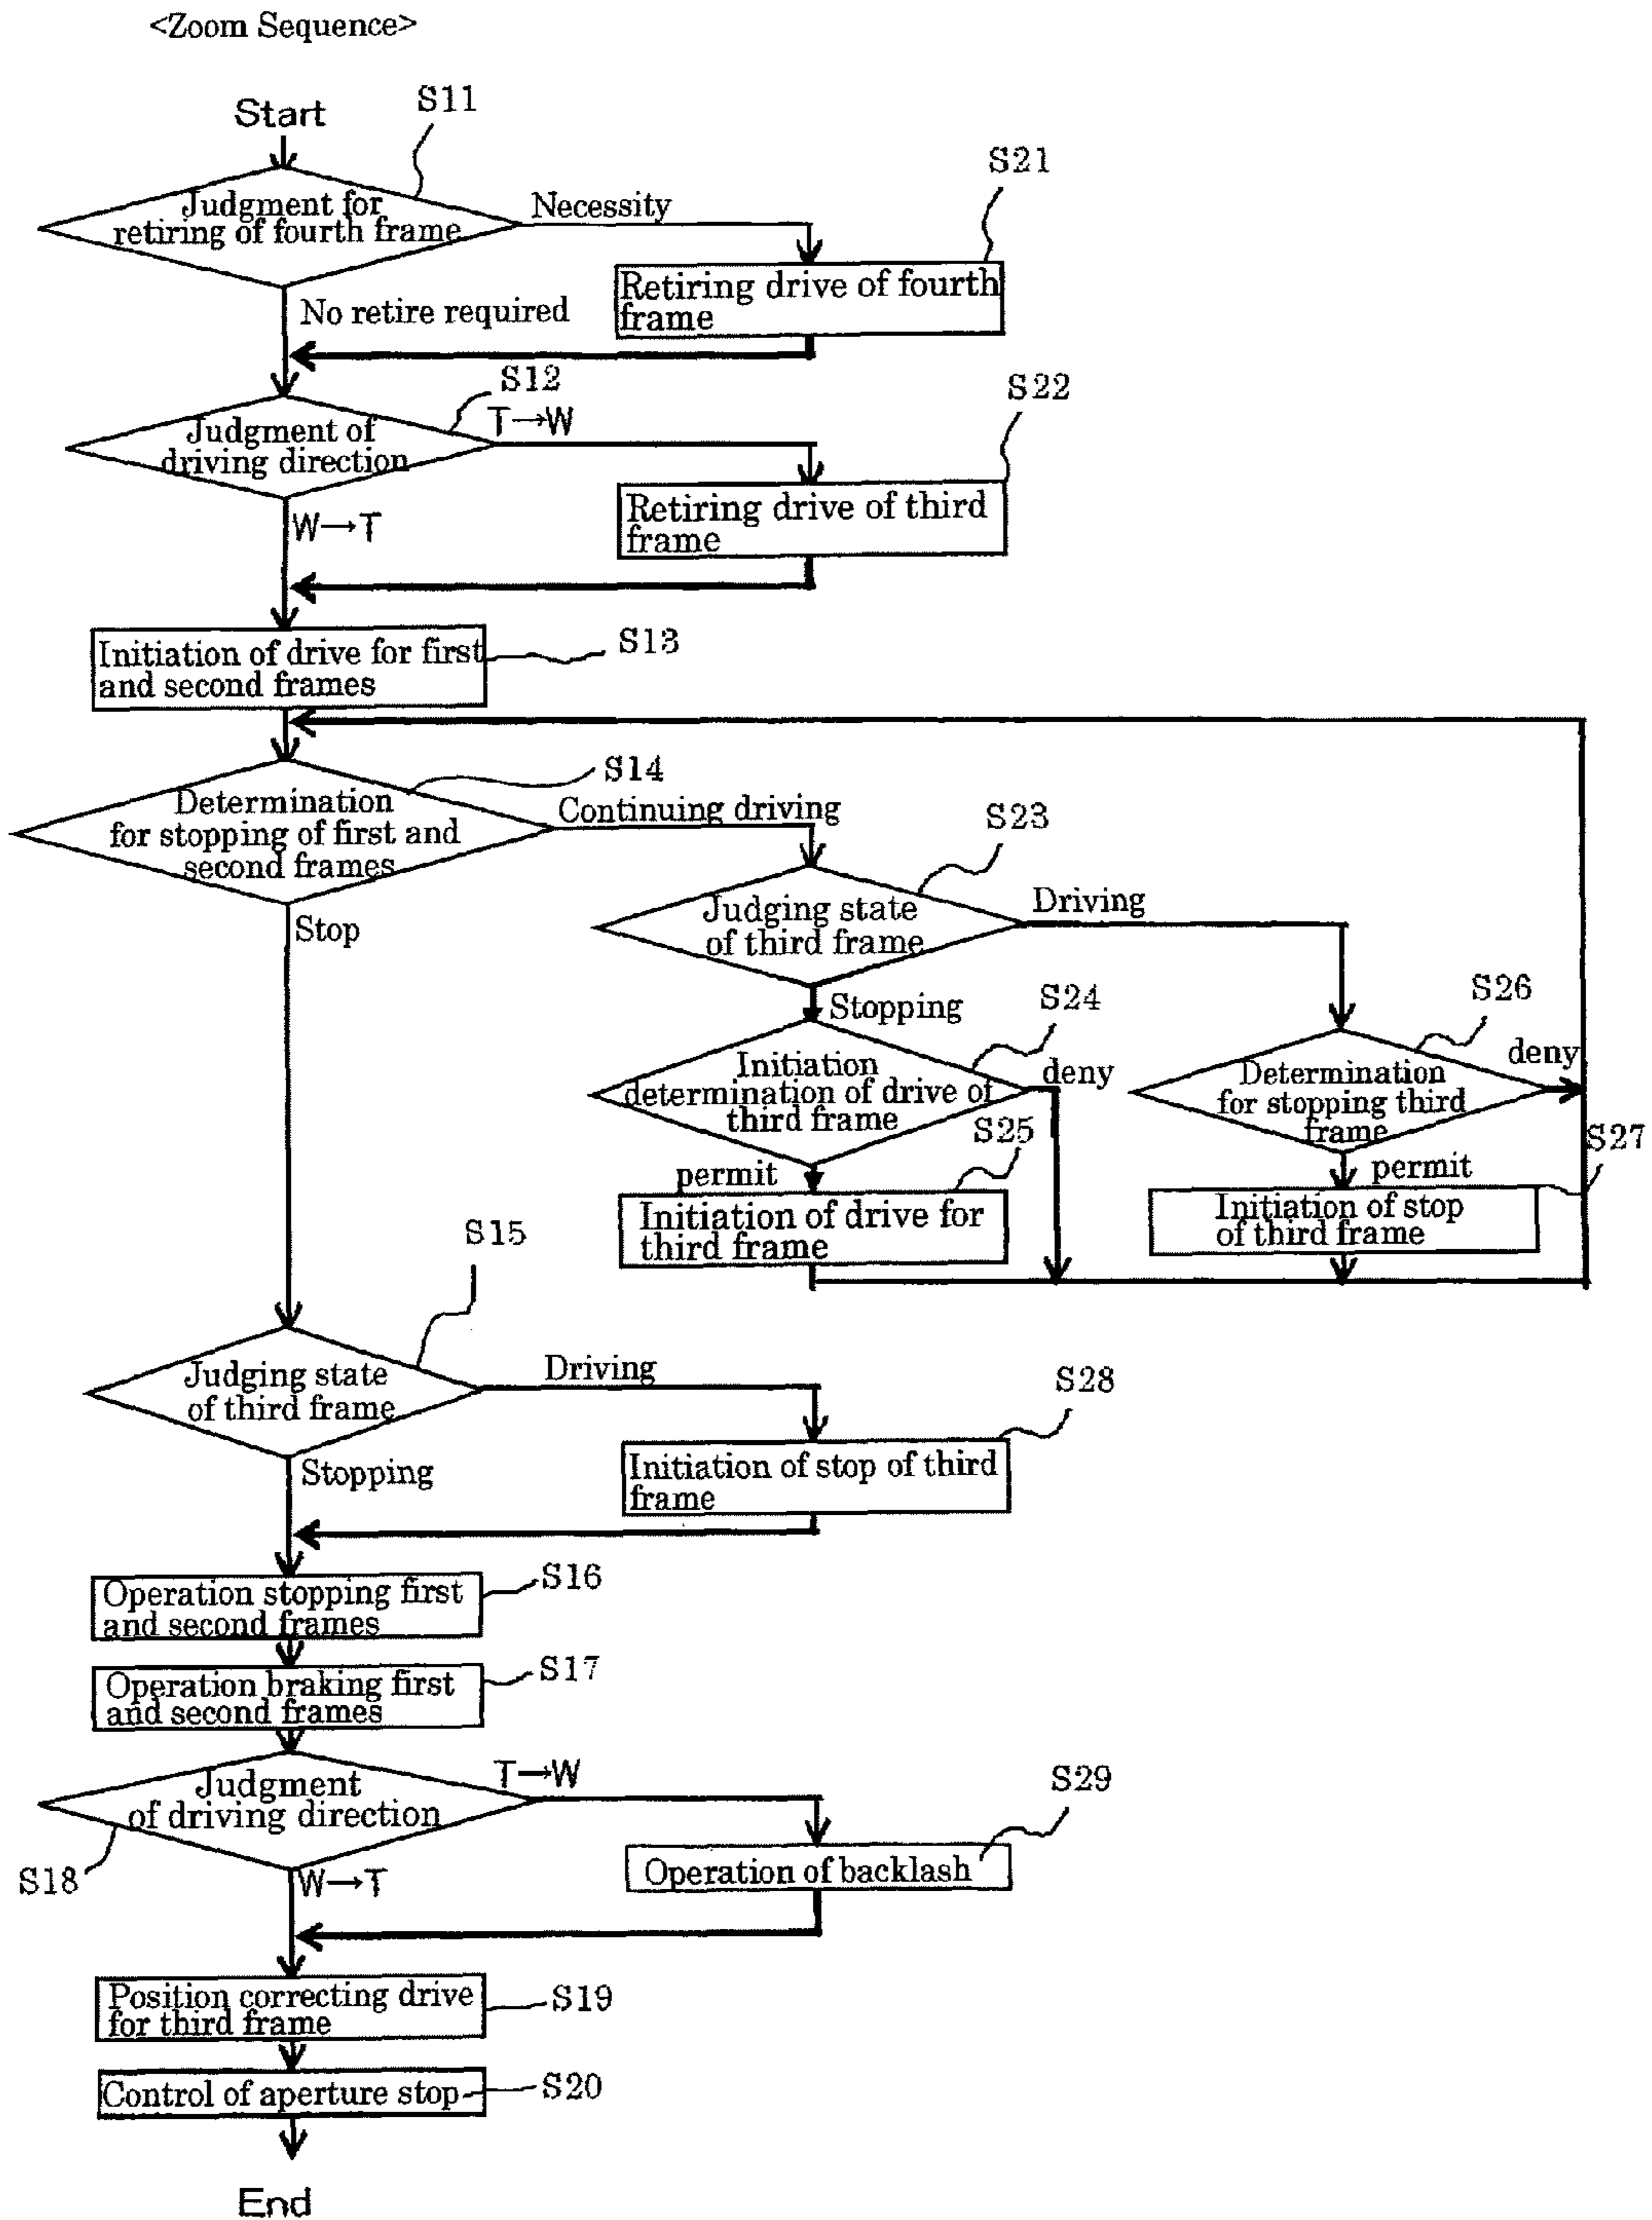 <Zoom Sequence>
Start
S11
Judgment for
retiring of fourth frame
Necessity
S21
Retiring drive of fourth
frame
No retire required
S12
Judgment of
driving direction
T→W
S22
Retiring drive of third
frame
W→T
Initiation of drive for first
and second frames
S13
S14
Determination
for stopping of first and
second frames
Continuing driving
S23
Judging state
of third frame
Driving
Stop
Stopping
S24
Initiation
determination of drive of
third frame
deny
S26
Determination
for stopping third
frame
deny
S25
permit
Initiation of drive for
third frame
S27
permit
Initiation of stop
of third frame
S15
Judging state
of third frame
Driving
S28
Initiation of stop of third
frame
Stopping
Operation stopping first
and second frames
S16
Operation braking first
and second frames
S17
Judgment
of driving direction
S18
T→W
S29
Operation of backlash
W→T
Position correcting drive
for third frame
S19
Control of aperture stop
S20
End